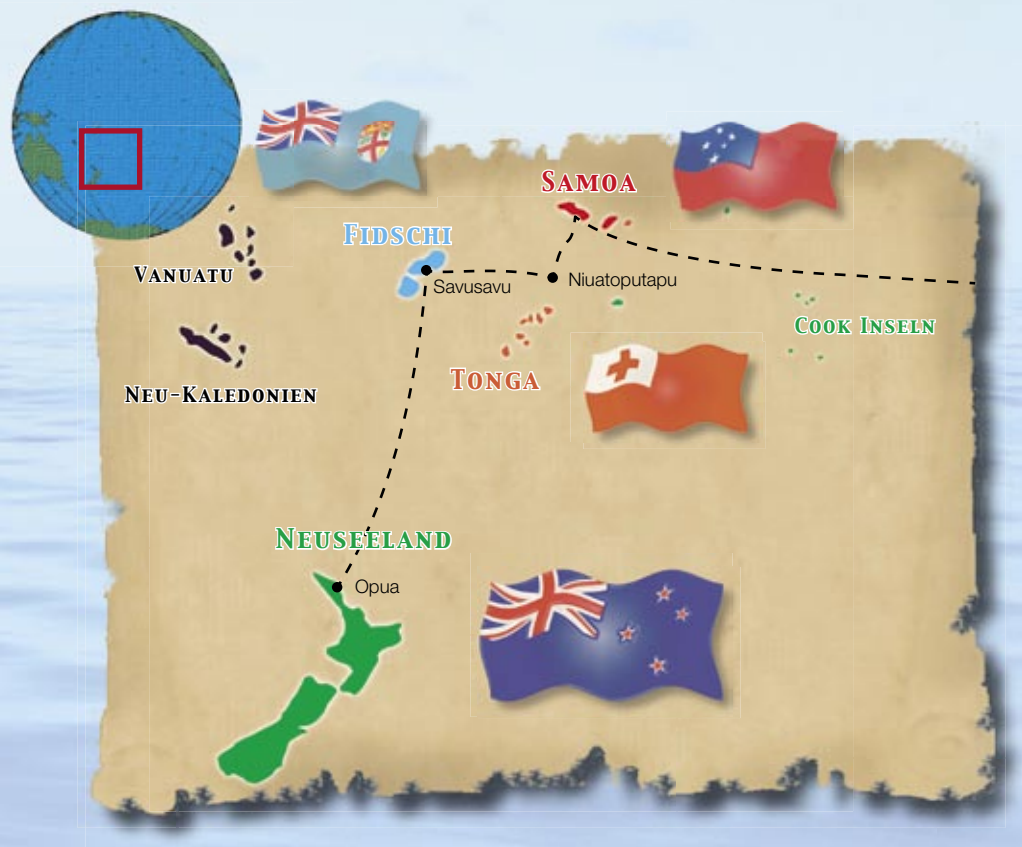 SAMOA
FIDSCHI
VANUATU
Savusavu
Niuatoputapu
COOK INSELN
TONGA
NEU-KALEDONIEN
NEUSEELAND
Opua